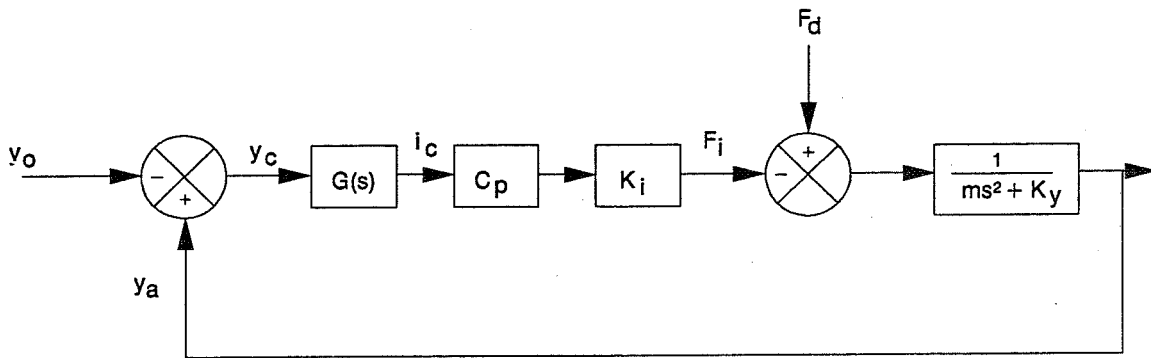 F_d
y_o
−
+
y_c
G(s)
i_c
C_p
K_i
F_i
−
+
1
ms² + K_y
y_a